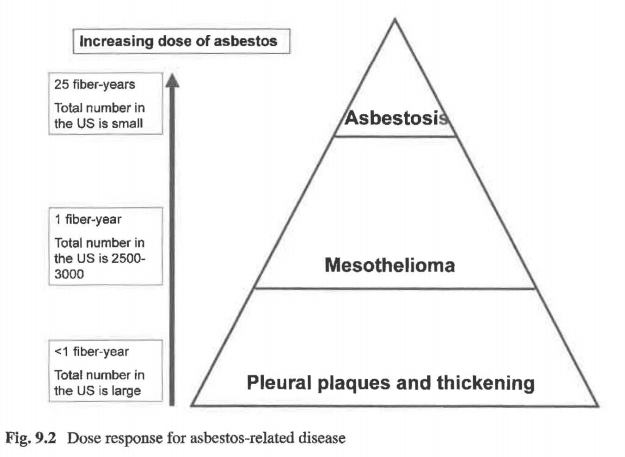 Increasing dose of asbestos
25 fiber-years
Total number in
the US is small
Asbestosis
1 fiber-year
Total number in
the US is 2500-
3000
Mesothelioma
<1 fiber-year
Total number in
the US is large
Pleural plaques and thickening
Fig. 9.2 Dose response for asbestos-related disease